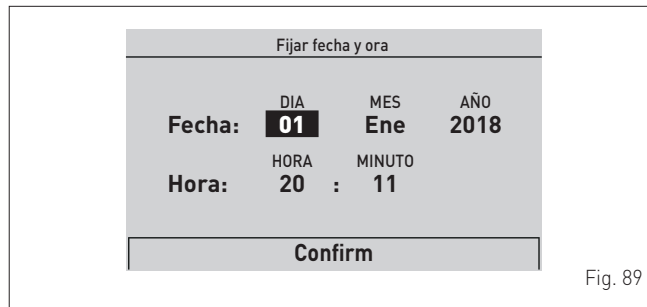 Fijar fecha y ora
DIA MES AÑO
Fecha: 01 Ene 2018
HORA MINUTO
Hora: 20 : 11
Confirm
Fig. 89